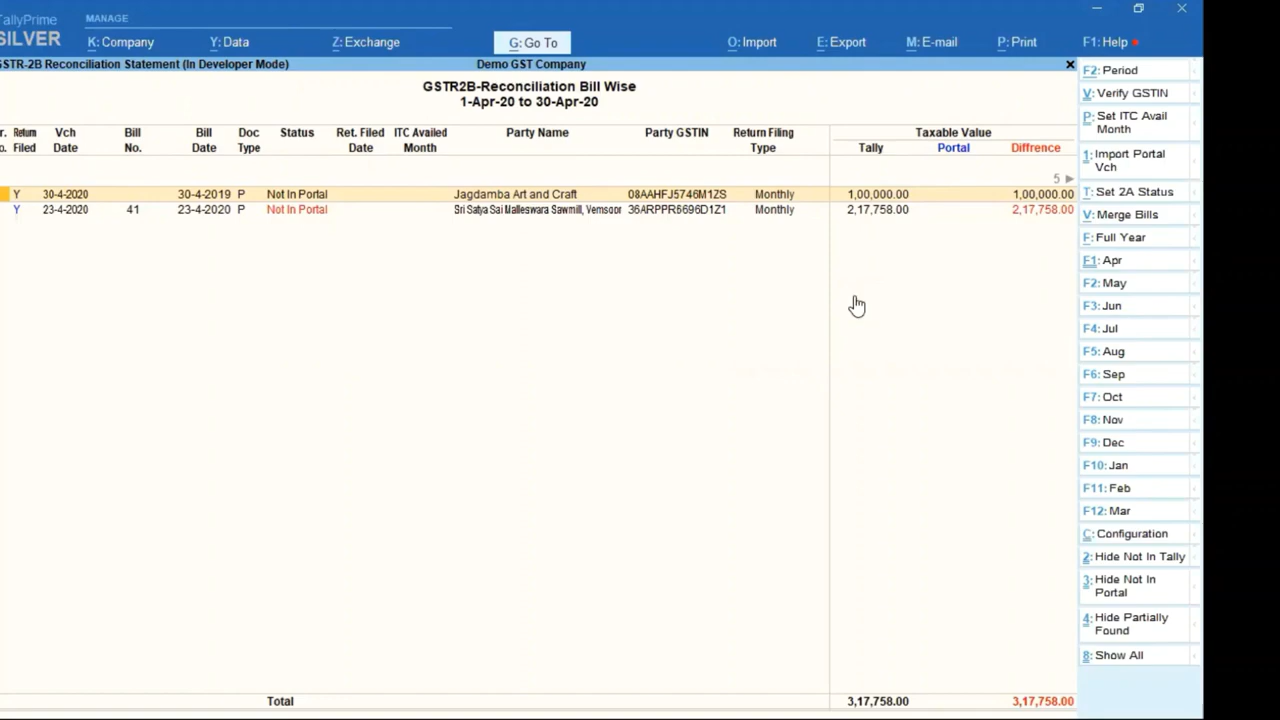 TallyPrime
SILVER
MANAGE
K: Company
Y: Data
Z: Exchange
G: Go To
O: Import
E: Export
M: E-mail
P: Print
F1: Help
GSTR-2B Reconciliation Statement (In Developer Mode)
Demo GST Company
GSTR2B-Reconciliation Bill Wise
1-Apr-20 to 30-Apr-20
r. Return Vch Bill Bill Doc Status Ret. Filed ITC Availed Party Name Party GSTIN Return Filing Taxable Value
o. Filed Date No. Date Type Date Month Type Tally Portal Diffrence
5
Y 30-4-2020 30-4-2019 P Not In Portal Jagdamba Art and Craft 08AAHFJ5746M1ZS Monthly 1,00,000.00 1,00,000.00
Y 23-4-2020 41 23-4-2020 P Not In Portal Sri Satya Sai Malleswara Sawmill, Vemsoor 36ARPPR6696D1Z1 Monthly 2,17,758.00 2,17,758.00
Total 3,17,758.00 3,17,758.00
F2: Period
V: Verify GSTIN
P: Set ITC Avail
Month
1: Import Portal
Vch
T: Set 2A Status
V: Merge Bills
F: Full Year
F1: Apr
F2: May
F3: Jun
F4: Jul
F5: Aug
F6: Sep
F7: Oct
F8: Nov
F9: Dec
F10: Jan
F11: Feb
F12: Mar
C: Configuration
2: Hide Not In Tally
3: Hide Not In
Portal
4: Hide Partially
Found
8: Show All